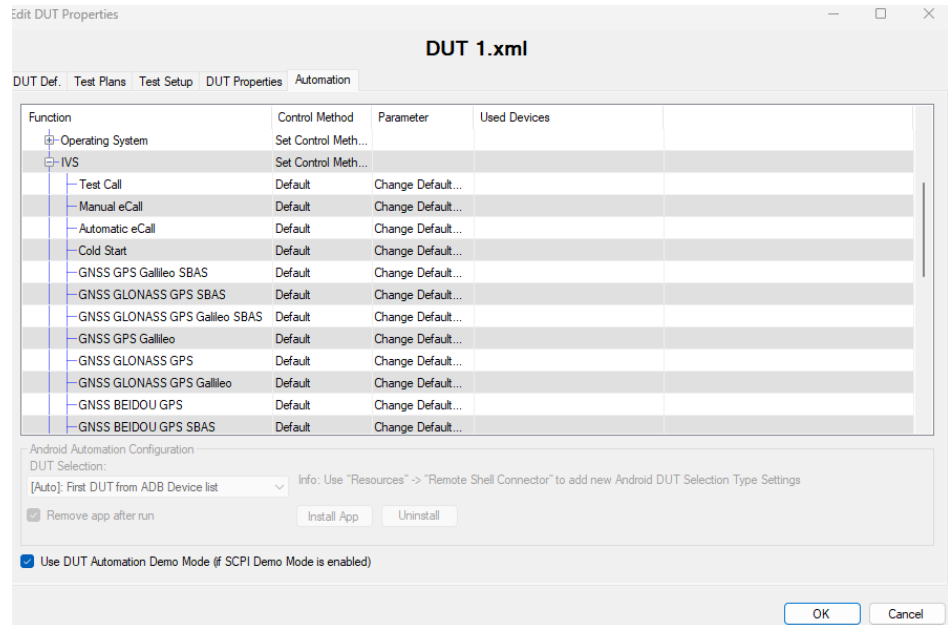 Edit DUT Properties
DUT 1.xml
DUT Def. Test Plans Test Setup DUT Properties Automation
Function Control Method Parameter Used Devices
Operating System Set Control Meth...
IVS Set Control Meth...
Test Call Default Change Default...
Manual eCall Default Change Default...
Automatic eCall Default Change Default...
Cold Start Default Change Default...
GNSS GPS Gallileo SBAS Default Change Default...
GNSS GLONASS GPS SBAS Default Change Default...
GNSS GLONASS GPS Galileo SBAS Default Change Default...
GNSS GPS Gallileo Default Change Default...
GNSS GLONASS GPS Default Change Default...
GNSS GLONASS GPS Gallileo Default Change Default...
GNSS BEIDOU GPS Default Change Default...
GNSS BEIDOU GPS SBAS Default Change Default...
Android Automation Configuration
DUT Selection:
[Auto]: First DUT from ADB Device list Info: Use "Resources" -> "Remote Shell Connector" to add new Android DUT Selection Type Settings
Remove app after run Install App Uninstall
Use DUT Automation Demo Mode (if SCPI Demo Mode is enabled)
OK Cancel